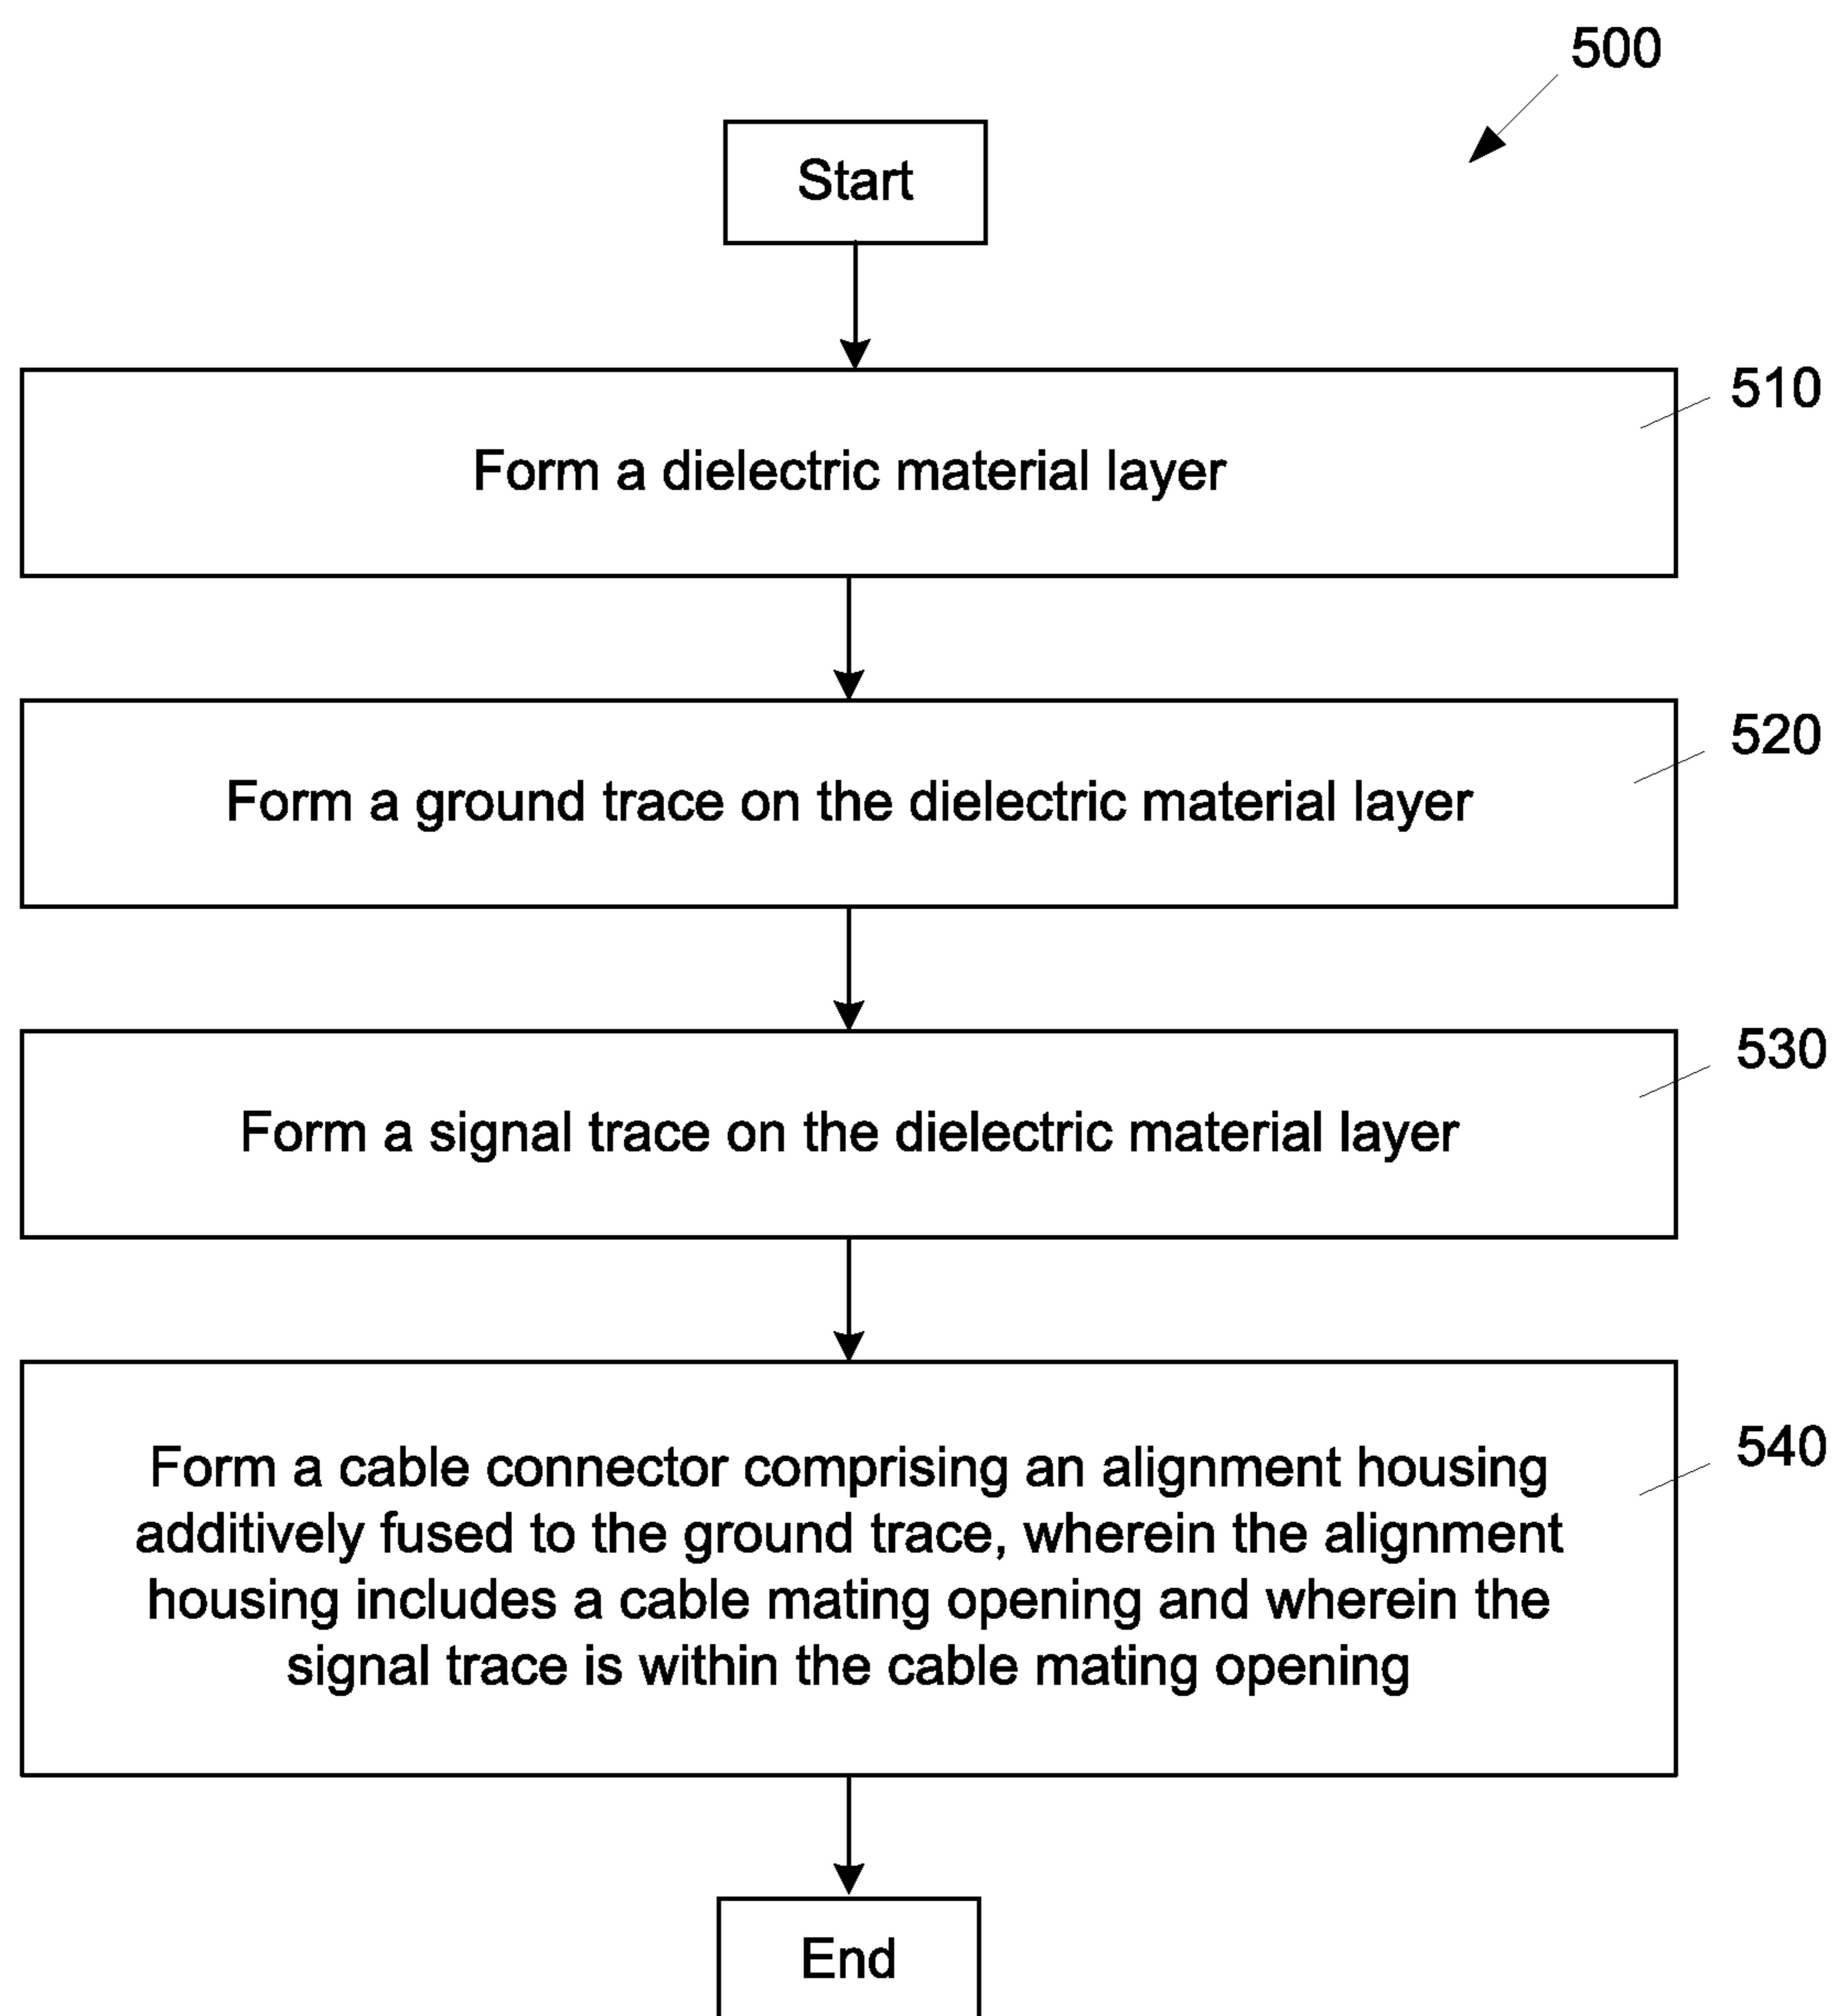 500
Start
510
Form a dielectric material layer
520
Form a ground trace on the dielectric material layer
530
Form a signal trace on the dielectric material layer
540
Form a cable connector comprising an alignment housing
additively fused to the ground trace, wherein the alignment
housing includes a cable mating opening and wherein the
signal trace is within the cable mating opening
End